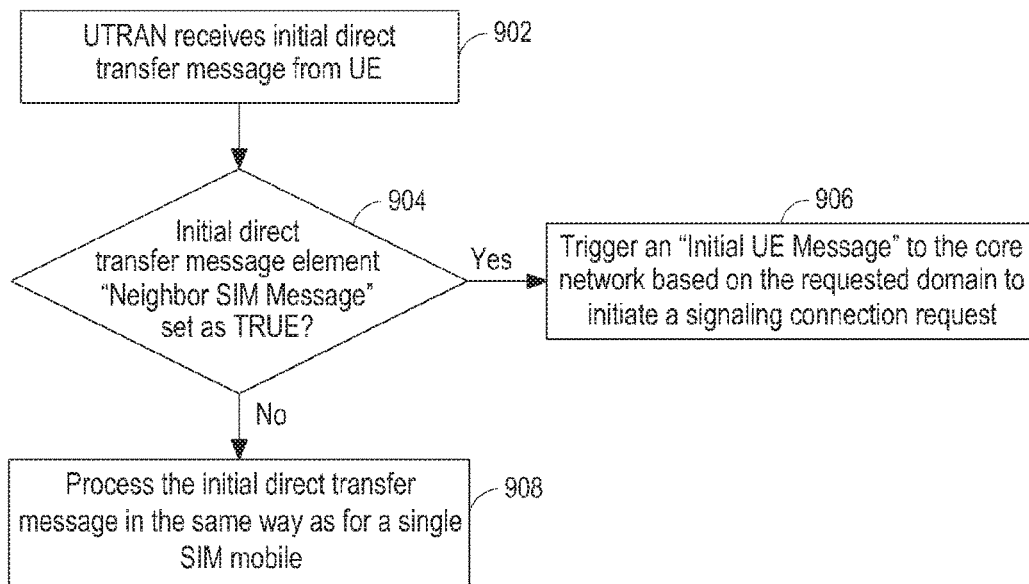 UTRAN receives initial direct
transfer message from UE
902
904
Initial direct
transfer message element
“Neighbor SIM Message”
set as TRUE?
Yes
906
Trigger an “Initial UE Message” to the core
network based on the requested domain to
initiate a signaling connection request
No
Process the initial direct transfer
message in the same way as for a single
SIM mobile
908